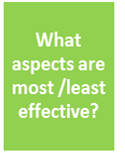 What
aspects are
most /least
effective?